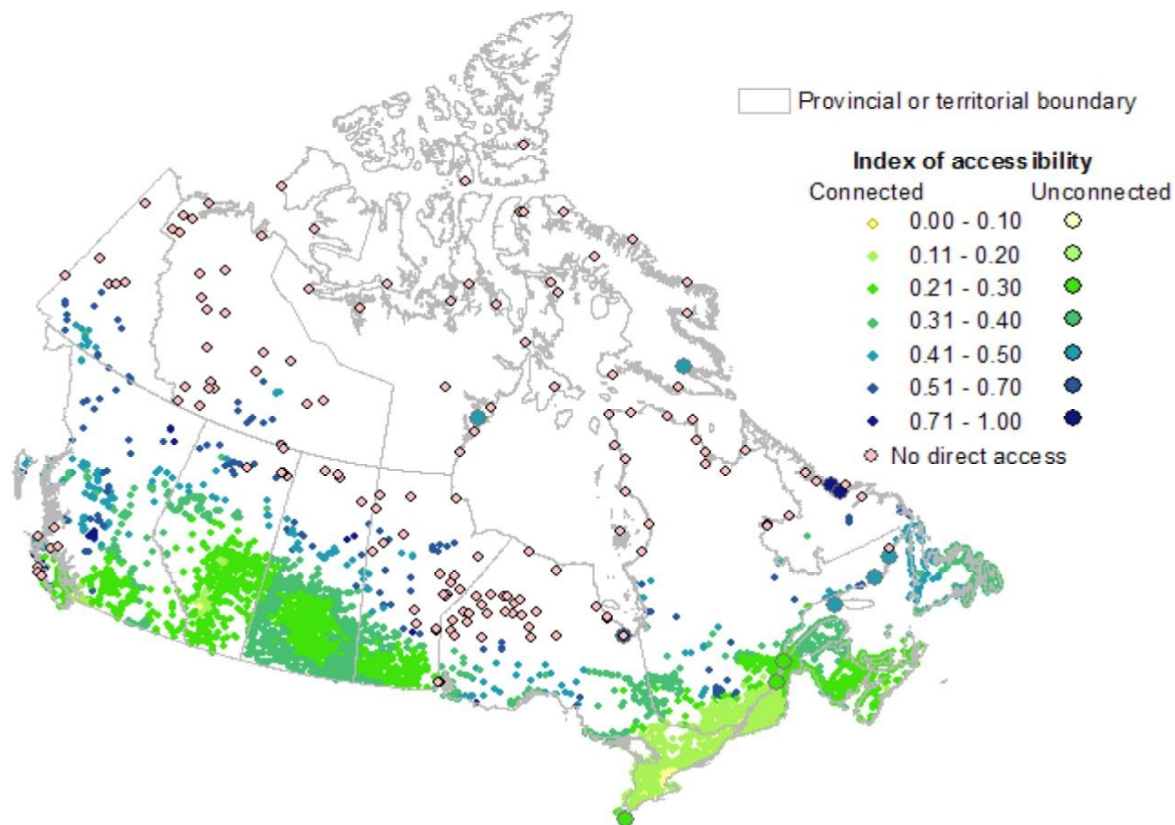 Provincial or territorial boundary
Index of accessibility
Connected Unconnected
0.00 - 0.10
0.11 - 0.20
0.21 - 0.30
0.31 - 0.40
0.41 - 0.50
0.51 - 0.70
0.71 - 1.00
No direct access